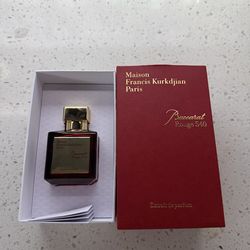 Maison
Francis Kurkdjian
Paris
Baccarat
Rouge 540
Extrait de parfum